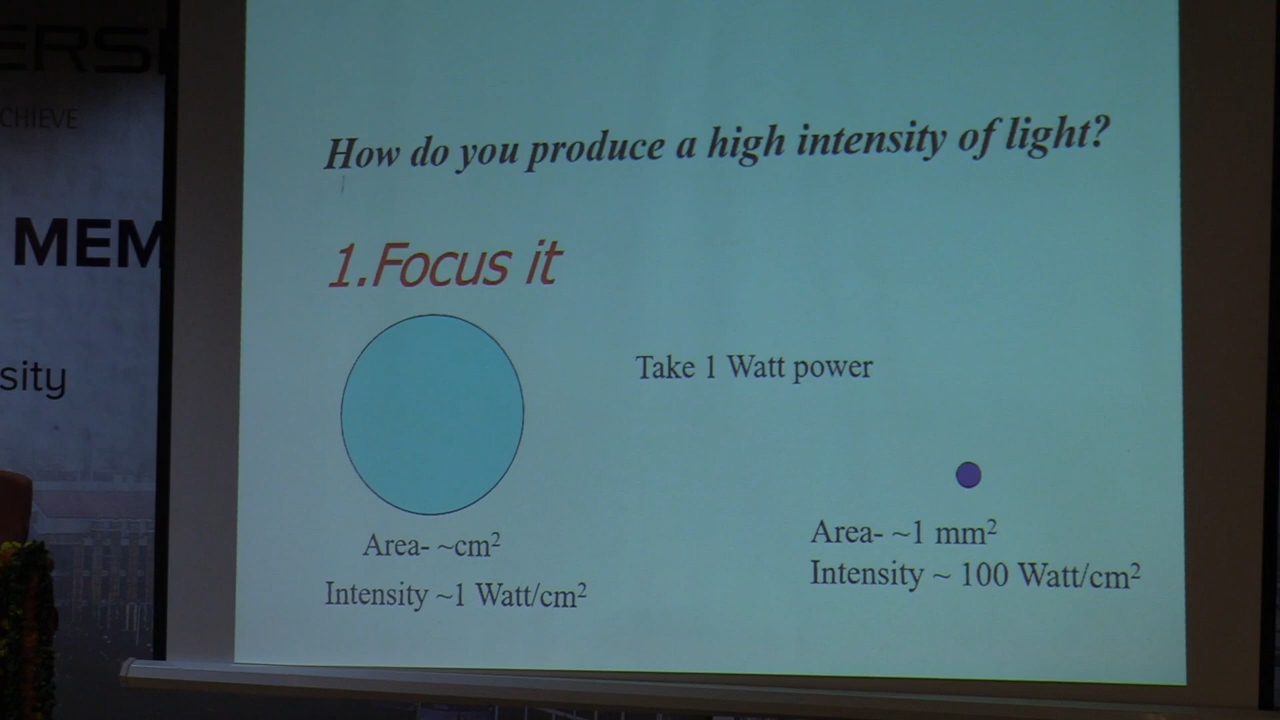 ERSI
CHIEVE
MEM
sity
How do you produce a high intensity of light?
1.Focus it
Take 1 Watt power
Area- ~cm²
Intensity ~1 Watt/cm²
Area- ~1 mm²
Intensity ~ 100 Watt/cm²